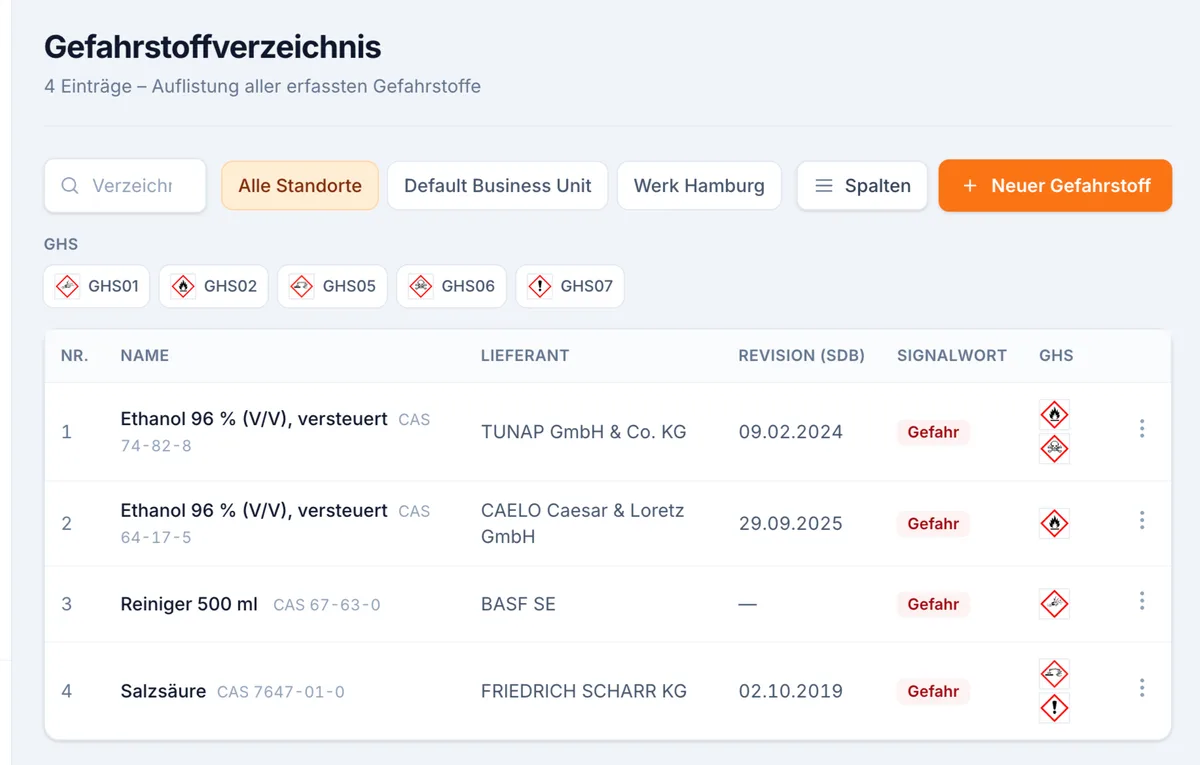 Gefahrstoffverzeichnis
4 Einträge – Auflistung aller erfassten Gefahrstoffe
Verzeichr
Alle Standorte
Default Business Unit
Werk Hamburg
Spalten
+ Neuer Gefahrstoff
GHS
GHS01
GHS02
GHS05
GHS06
GHS07
NR. NAME LIEFERANT REVISION (SDB) SIGNALWORT GHS
1 Ethanol 96 % (V/V), versteuert CAS
74-82-8
TUNAP GmbH & Co. KG 09.02.2024 Gefahr
2 Ethanol 96 % (V/V), versteuert CAS
64-17-5
CAELO Caesar & Loretz
GmbH
29.09.2025 Gefahr
3 Reiniger 500 ml CAS 67-63-0 BASF SE — Gefahr
4 Salzsäure CAS 7647-01-0 FRIEDRICH SCHARR KG 02.10.2019 Gefahr